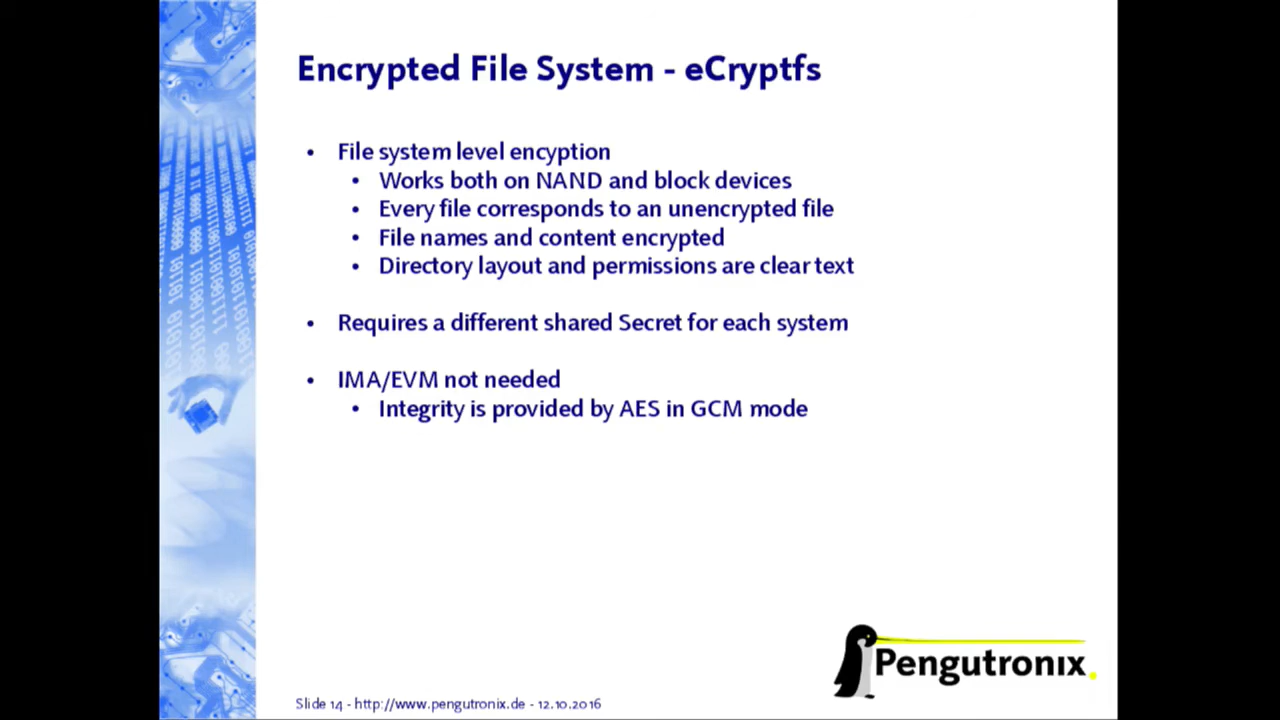 Encrypted File System - eCryptfs
• File system level encyption
• Works both on NAND and block devices
• Every file corresponds to an unencrypted file
• File names and content encrypted
• Directory layout and permissions are clear text
• Requires a different shared Secret for each system
• IMA/EVM not needed
• Integrity is provided by AES in GCM mode
Pengutronix.
Slide 14 - http://www.pengutronix.de - 12.10.2016